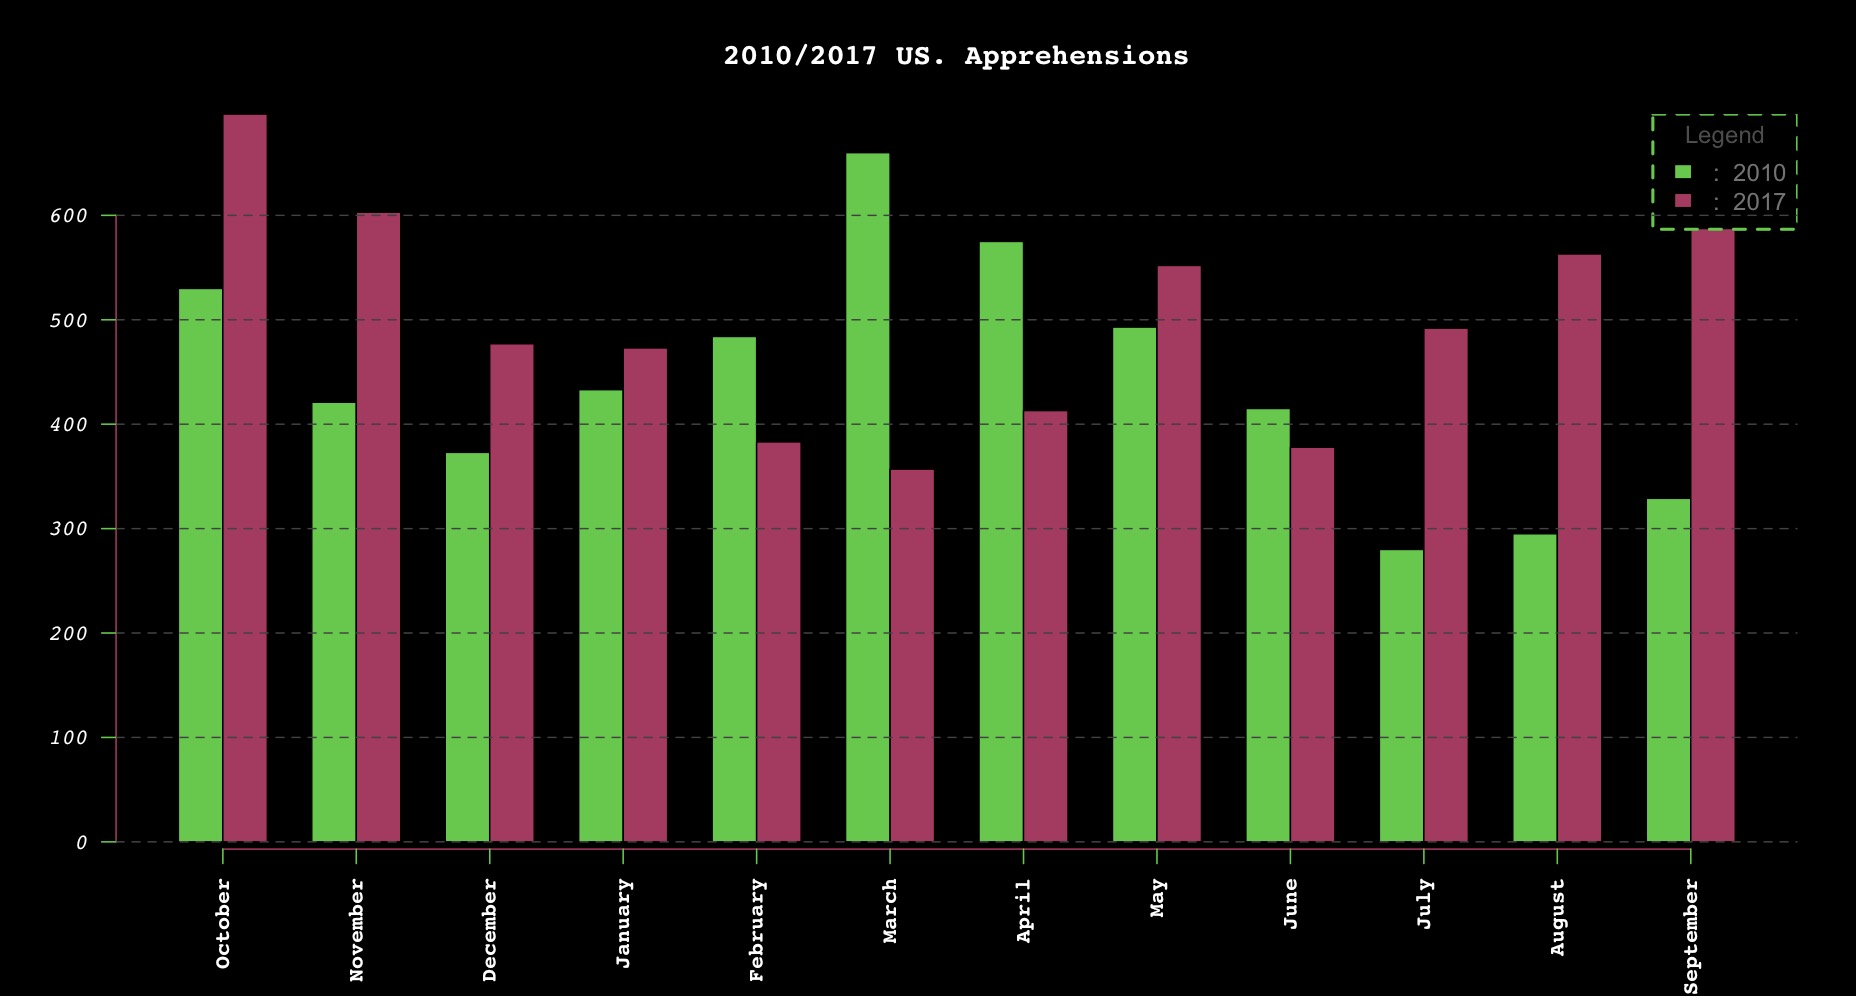 2010/2017 US. Apprehensions
Legend
: 2010
: 2017
600
500
400
300
200
100
0
October
November
December
January
February
March
April
May
June
July
August
September